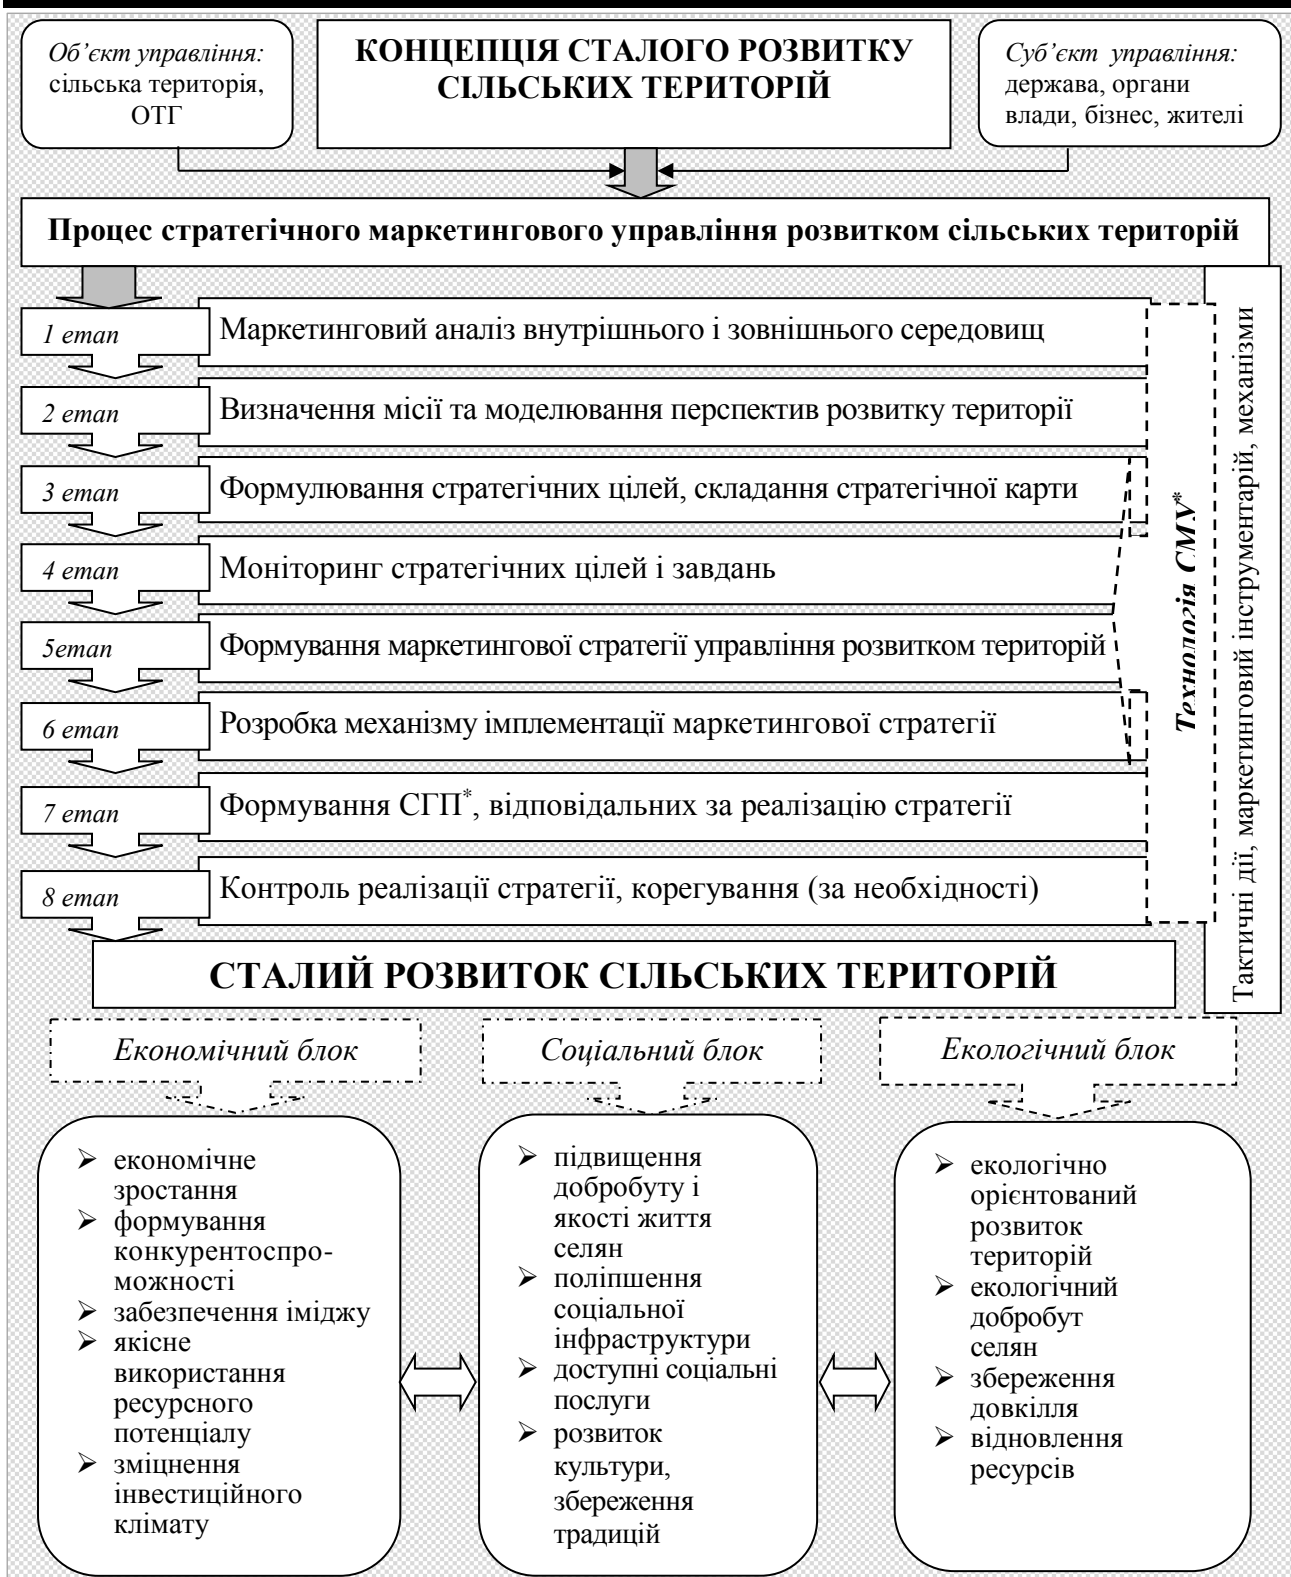 Об’єкт управління:
сільська територія,
ОТГ
КОНЦЕПЦІЯ СТАЛОГО РОЗВИТКУ
СІЛЬСЬКИХ ТЕРИТОРІЙ
Суб’єкт управління:
держава, органи
влади, бізнес, жителі
Процес стратегічного маркетингового управління розвитком сільських територій
1 етап
Маркетинговий аналіз внутрішнього і зовнішнього середовищ
2 етап
Визначення місії та моделювання перспектив розвитку території
3 етап
Формулювання стратегічних цілей, складання стратегічної карти
4 етап
Моніторинг стратегічних цілей і завдань
5етап
Формування маркетингової стратегії управління розвитком територій
6 етап
Розробка механізму імплементації маркетингової стратегії
7 етап
Формування СГП*, відповідальних за реалізацію стратегії
8 етап
Контроль реалізації стратегії, корегування (за необхідності)
Технологія СМУ*
Тактичні дії, маркетинговий інструментарій, механізми
СТАЛИЙ РОЗВИТОК СІЛЬСЬКИХ ТЕРИТОРІЙ
Економічний блок
Соціальний блок
Екологічний блок
➢ економічне
зростання
➢ формування
конкурентоспро-
можності
➢ забезпечення іміджу
➢ якісне
використання
ресурсного
потенціалу
➢ зміцнення
інвестиційного
клімату
➢ підвищення
добробуту і
якості життя
селян
➢ поліпшення
соціальної
інфраструктури
➢ доступні соціальні
послуги
➢ розвиток
культури,
збереження
традицій
➢ екологічно
орієнтований
розвиток
територій
➢ екологічний
добробут
селян
➢ збереження
довкілля
➢ відновлення
ресурсів